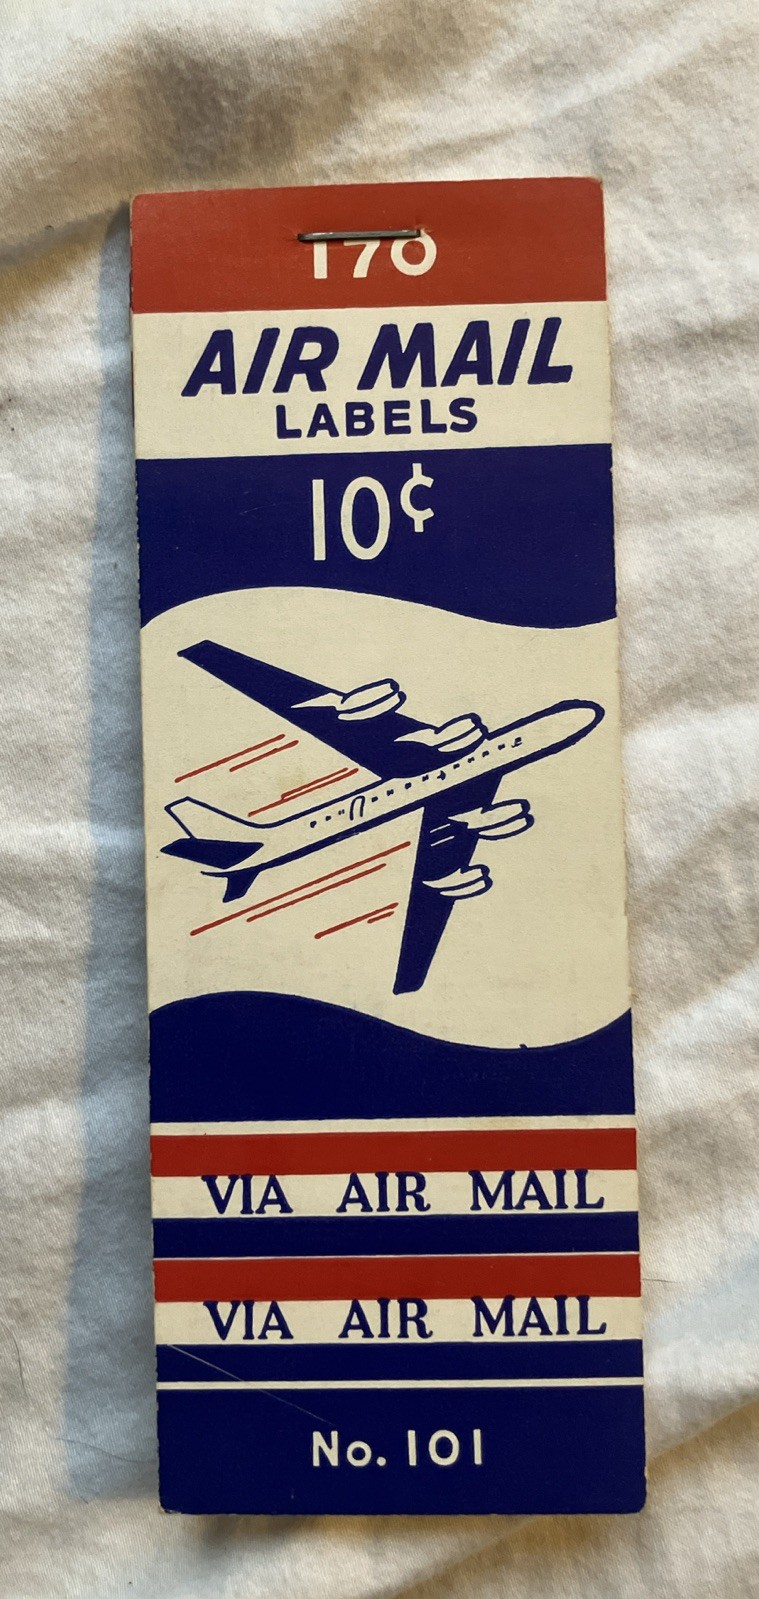 170
AIR MAIL
LABELS
10¢
VIA AIR MAIL
VIA AIR MAIL
No. 101